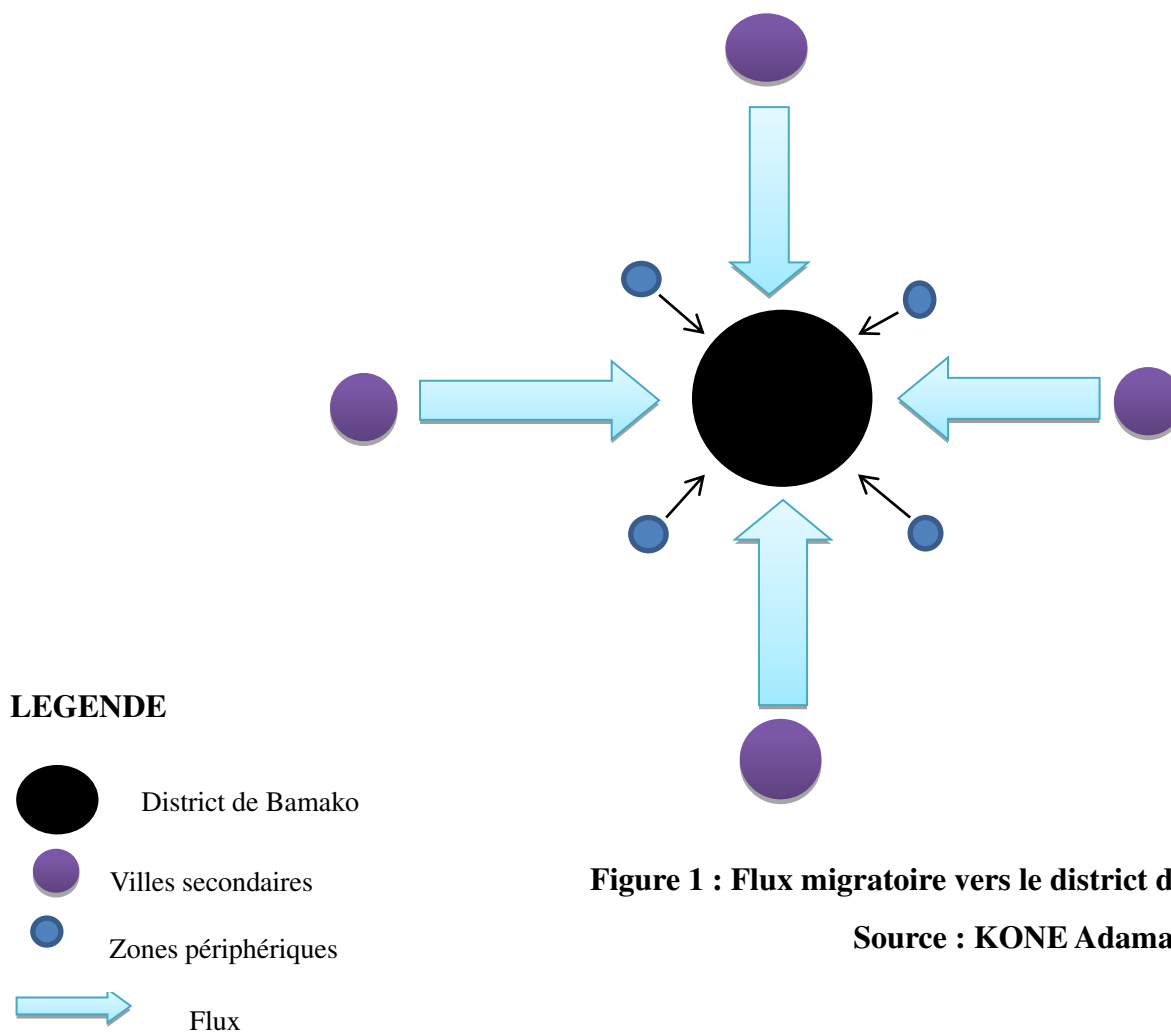 LEGENDE
District de Bamako
Villes secondaires
Zones périphériques
Flux
Figure 1 : Flux migratoire vers le district d
Source : KONE Adama